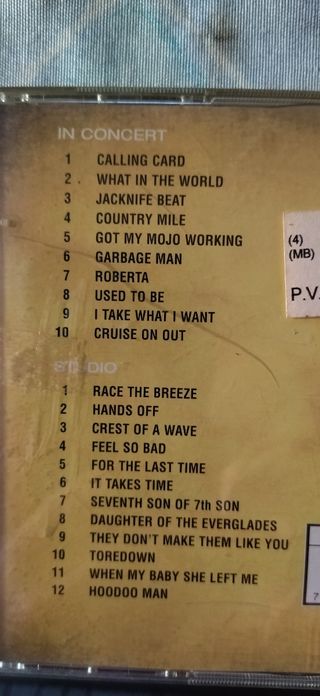 IN CONCERT
1 CALLING CARD
2 WHAT IN THE WORLD
3 JACKNIFE BEAT
4 COUNTRY MILE
5 GOT MY MOJO WORKING
6 GARBAGE MAN
7 ROBERTA
8 USED TO BE
9 I TAKE WHAT I WANT
10 CRUISE ON OUT
(4)
(MB)
P.V.
STUDIO
1 RACE THE BREEZE
2 HANDS OFF
3 CREST OF A WAVE
4 FEEL SO BAD
5 FOR THE LAST TIME
6 IT TAKES TIME
7 SEVENTH SON OF 7th SON
8 DAUGHTER OF THE EVERGLADES
9 THEY DON'T MAKE THEM LIKE YOU
10 TOREDOWN
11 WHEN MY BABY SHE LEFT ME
12 HOODOO MAN
7